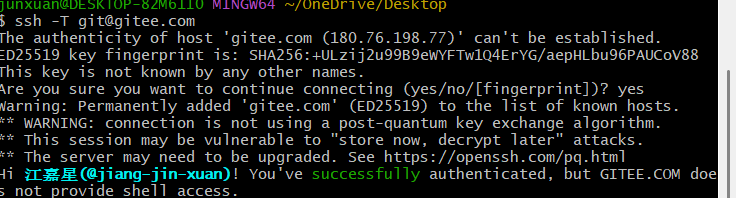 junxuan@DESKTOP-82M6II0 MINGW64 ~/OneDrive/Desktop
$ ssh -T git@gitee.com
The authenticity of host 'gitee.com (180.76.198.77)' can't be established.
ED25519 key fingerprint is: SHA256:+ULzij2u99B9eWYFTw1Q4ErYG/aepHLbu96PAUCoV88
This key is not known by any other names.
Are you sure you want to continue connecting (yes/no/[fingerprint])? yes
Warning: Permanently added 'gitee.com' (ED25519) to the list of known hosts.
** WARNING: connection is not using a post-quantum key exchange algorithm.
** This session may be vulnerable to "store now, decrypt later" attacks.
** The server may need to be upgraded. See https://openssh.com/pq.html
Hi 江嘉星(@jiang-jin-xuan)! You've successfully authenticated, but GITEE.COM doe
s not provide shell access.